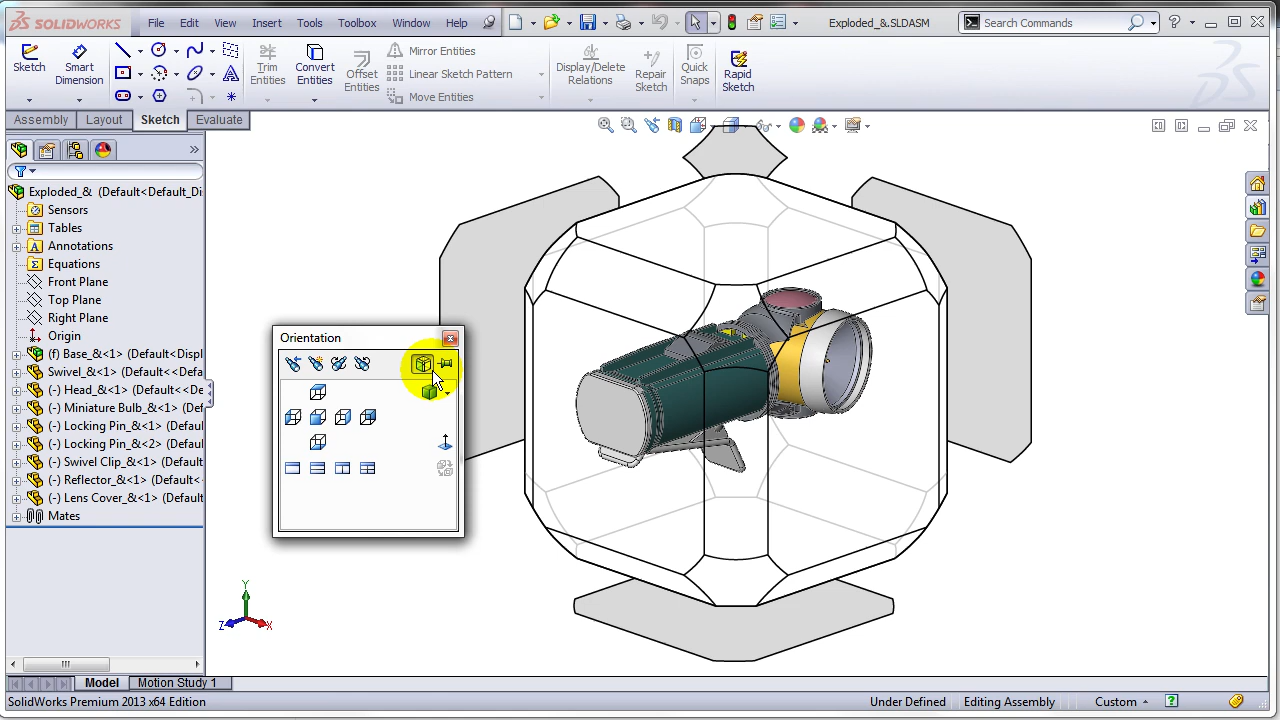 SOLIDWORKS File Edit View Insert Tools Toolbox Window Help Exploded_&.SLDASM Search Commands ?
Sketch Smart Dimension Trim Entities Convert Entities Offset Entities Mirror Entities Linear Sketch Pattern Move Entities Display/Delete Relations Repair Sketch Quick Snaps Rapid Sketch
Assembly Layout Sketch Evaluate
Exploded_& (Default<Default_Di
Sensors
Tables
Annotations
Equations
Front Plane
Top Plane
Right Plane
Origin
(f) Base_&<1> (Default<Displ
Swivel_&<1> (Default<Default
(-) Head_&<1> (Default<De
(-) Miniature Bulb_&<1> (Def
(-) Locking Pin_&<1> (Defaul
(-) Locking Pin_&<2> (Defaul
(-) Swivel Clip_&<1> (Default
(-) Reflector_&<1> (Default<
(-) Lens Cover_&<1> (Defaul
Mates
Orientation
Y
Z X
Model Motion Study 1
SolidWorks Premium 2013 x64 Edition Under Defined Editing Assembly Custom ?